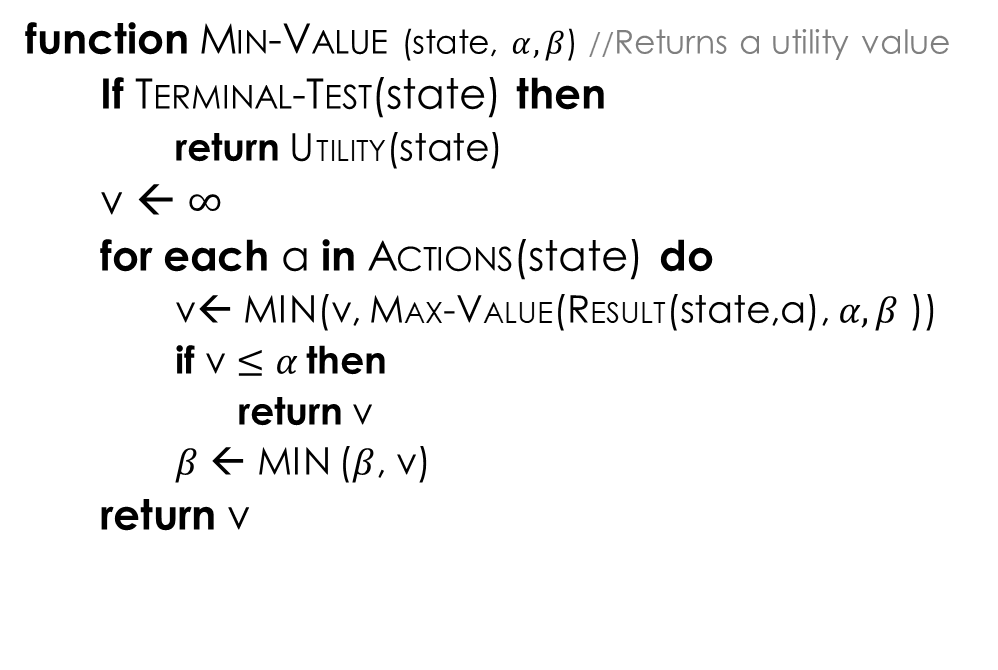 function MIN-VALUE (state, α,β) //Returns a utility value
If TERMINAL-TEST(state) then
return UTILITY(state)
v ← ∞
for each a in ACTIONS(state) do
v← MIN(v, MAX-VALUE(RESULT(state,a), α,β ))
if v ≤ α then
return v
β ← MIN (β, v)
return v